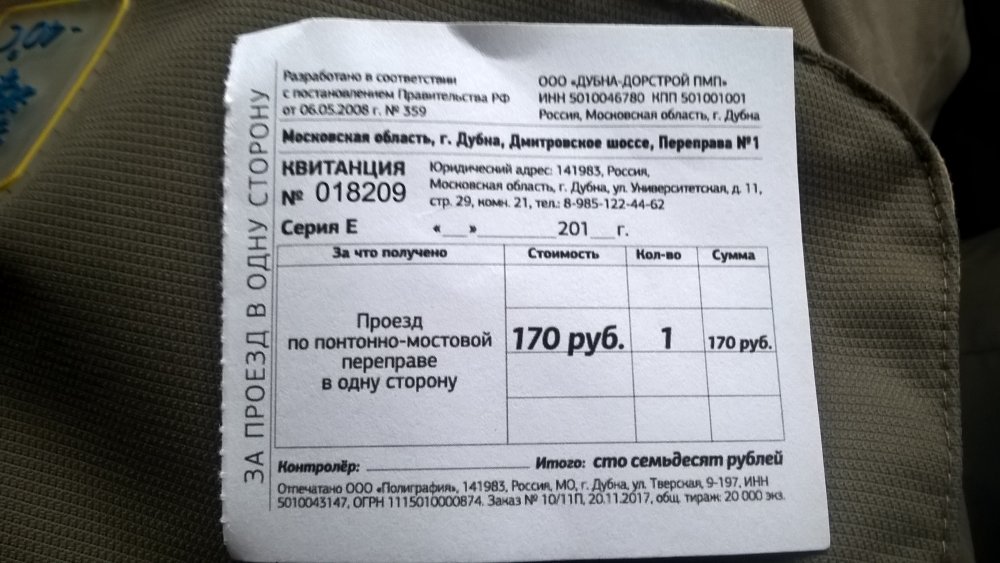 ЗА ПРОЕЗД В ОДНУ СТОРОНУ
Разработано в соответствии
с постановлением Правительства РФ
от 06.05.2008 г. № 359
ООО «ДУБНА-ДОРСТРОЙ ПМП»
ИНН 5010046780 КПП 501001001
Россия, Московская область, г. Дубна
Московская область, г. Дубна, Дмитровское шоссе, Переправа №1
КВИТАНЦИЯ
№ 018209
Юридический адрес: 141983, Россия,
Московская область, г. Дубна, ул. Университетская, д. 11,
стр. 29, комн. 21, тел.: 8-985-122-44-62
Серия Е «___»_________201__г.
За что получено Стоимость Кол-во Сумма
Проезд
по понтонно-мостовой
переправе
в одну сторону
170 руб. 1 170 руб.
Контролёр: ____________________ Итого: сто семьдесят рублей
Отпечатано ООО «Полиграфия», 141983, Россия, МО, г. Дубна, ул. Тверская, 9-197, ИНН
5010043147, ОГРН 1115010000874. Заказ № 10/11П, 20.11.2017, общ. тираж: 20 000 экз.